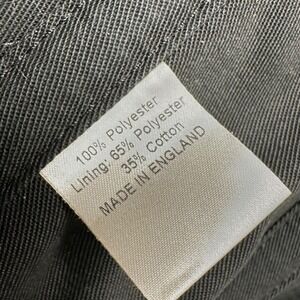 100% Polyester
Lining: 65% Polyester
35% Cotton
MADE IN ENGLAND